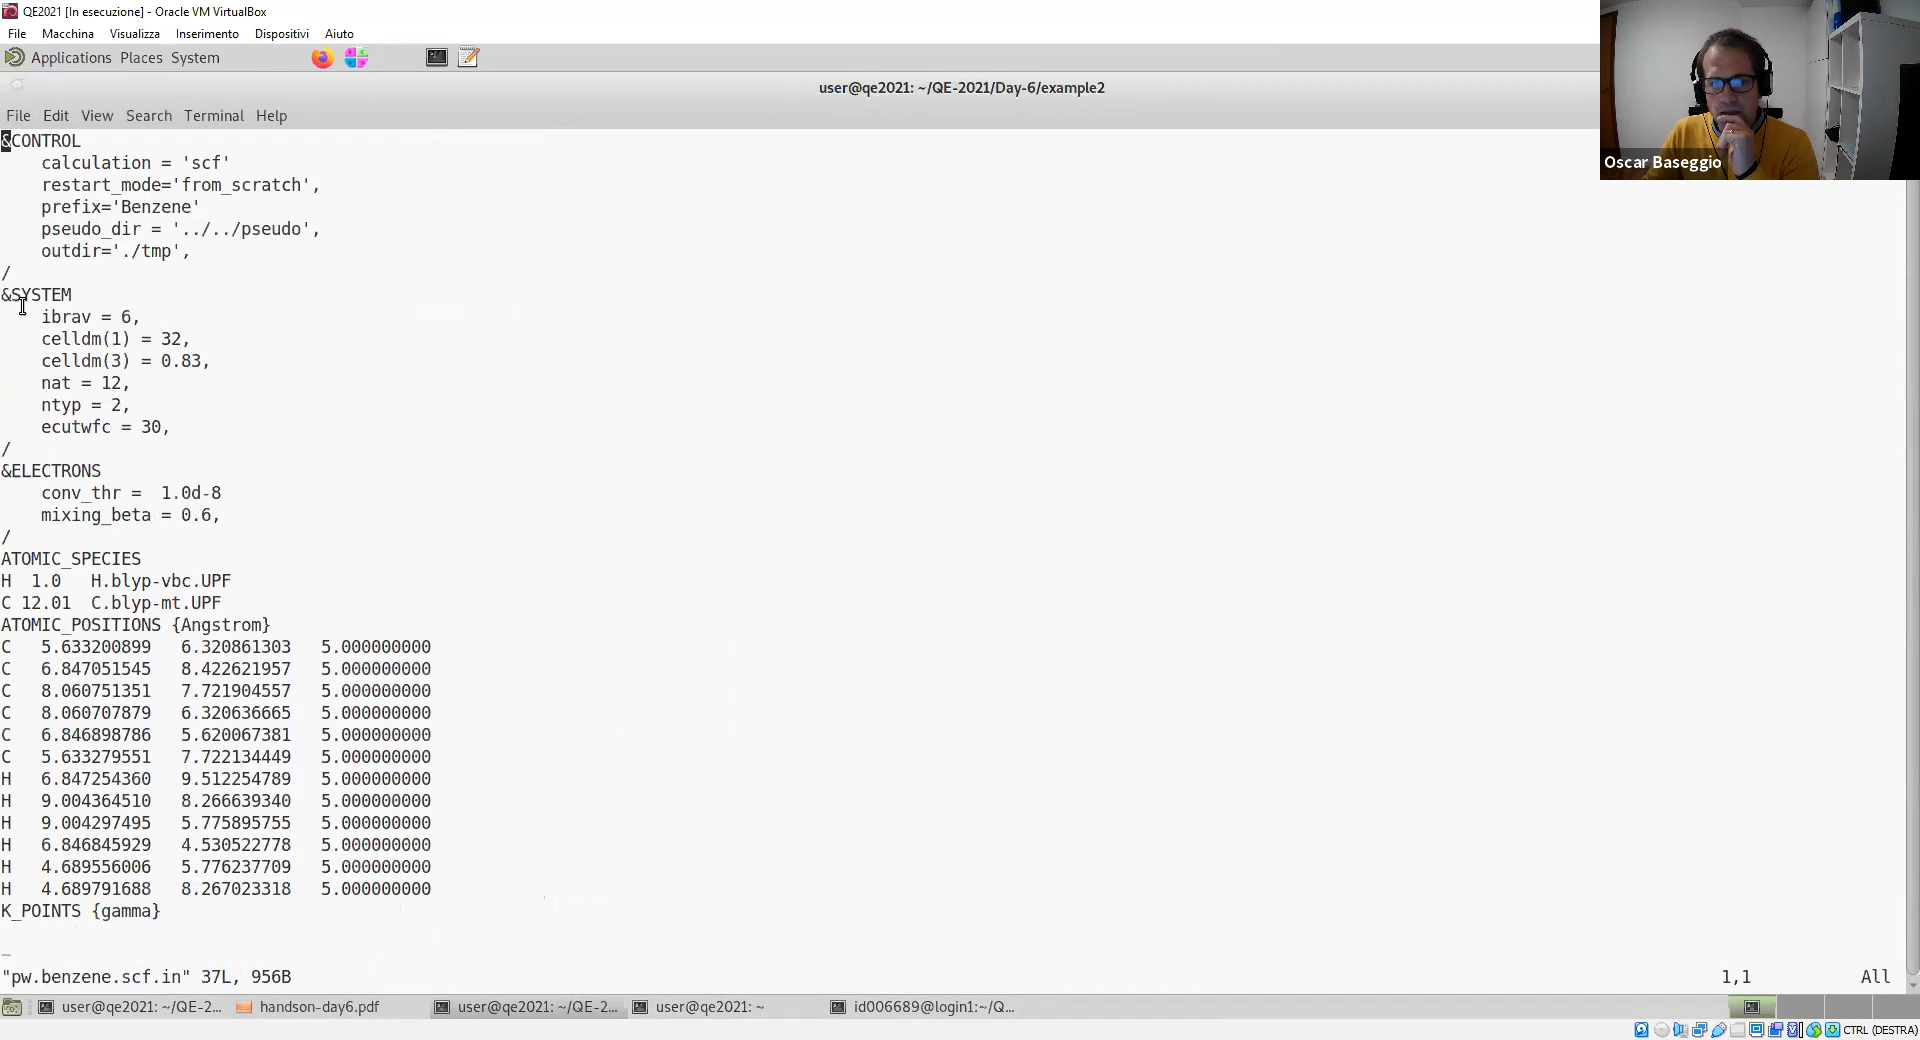 QE2021 [In esecuzione] - Oracle VM VirtualBox
File Macchina Visualizza Inserimento Dispositivi Aiuto
Applications Places System
user@qe2021: ~/QE-2021/Day-6/example2
File Edit View Search Terminal Help
Oscar Baseggio
&CONTROL
    calculation = 'scf'
    restart_mode='from_scratch',
    prefix='Benzene'
    pseudo_dir = '../../pseudo',
    outdir='./tmp',
/
&SYSTEM
    ibrav = 6,
    celldm(1) = 32,
    celldm(3) = 0.83,
    nat = 12,
    ntyp = 2,
    ecutwfc = 30,
/
&ELECTRONS
    conv_thr =  1.0d-8
    mixing_beta = 0.6,
/
ATOMIC_SPECIES
H  1.0   H.blyp-vbc.UPF
C 12.01  C.blyp-mt.UPF
ATOMIC_POSITIONS {Angstrom}
C   5.633200899   6.320861303   5.000000000
C   6.847051545   8.422621957   5.000000000
C   8.060751351   7.721904557   5.000000000
C   8.060707879   6.320636665   5.000000000
C   6.846898786   5.620067381   5.000000000
C   5.633279551   7.722134449   5.000000000
H   6.847254360   9.512254789   5.000000000
H   9.004364510   8.266639340   5.000000000
H   9.004297495   5.775895755   5.000000000
H   6.846845929   4.530522778   5.000000000
H   4.689556006   5.776237709   5.000000000
H   4.689791688   8.267023318   5.000000000
K_POINTS {gamma}
~
"pw.benzene.scf.in" 37L, 956B 1,1 All
user@qe2021: ~/QE-2... handson-day6.pdf user@qe2021: ~/QE-2... user@qe2021: ~ id006689@login1:~/Q...
CTRL (DESTRA)